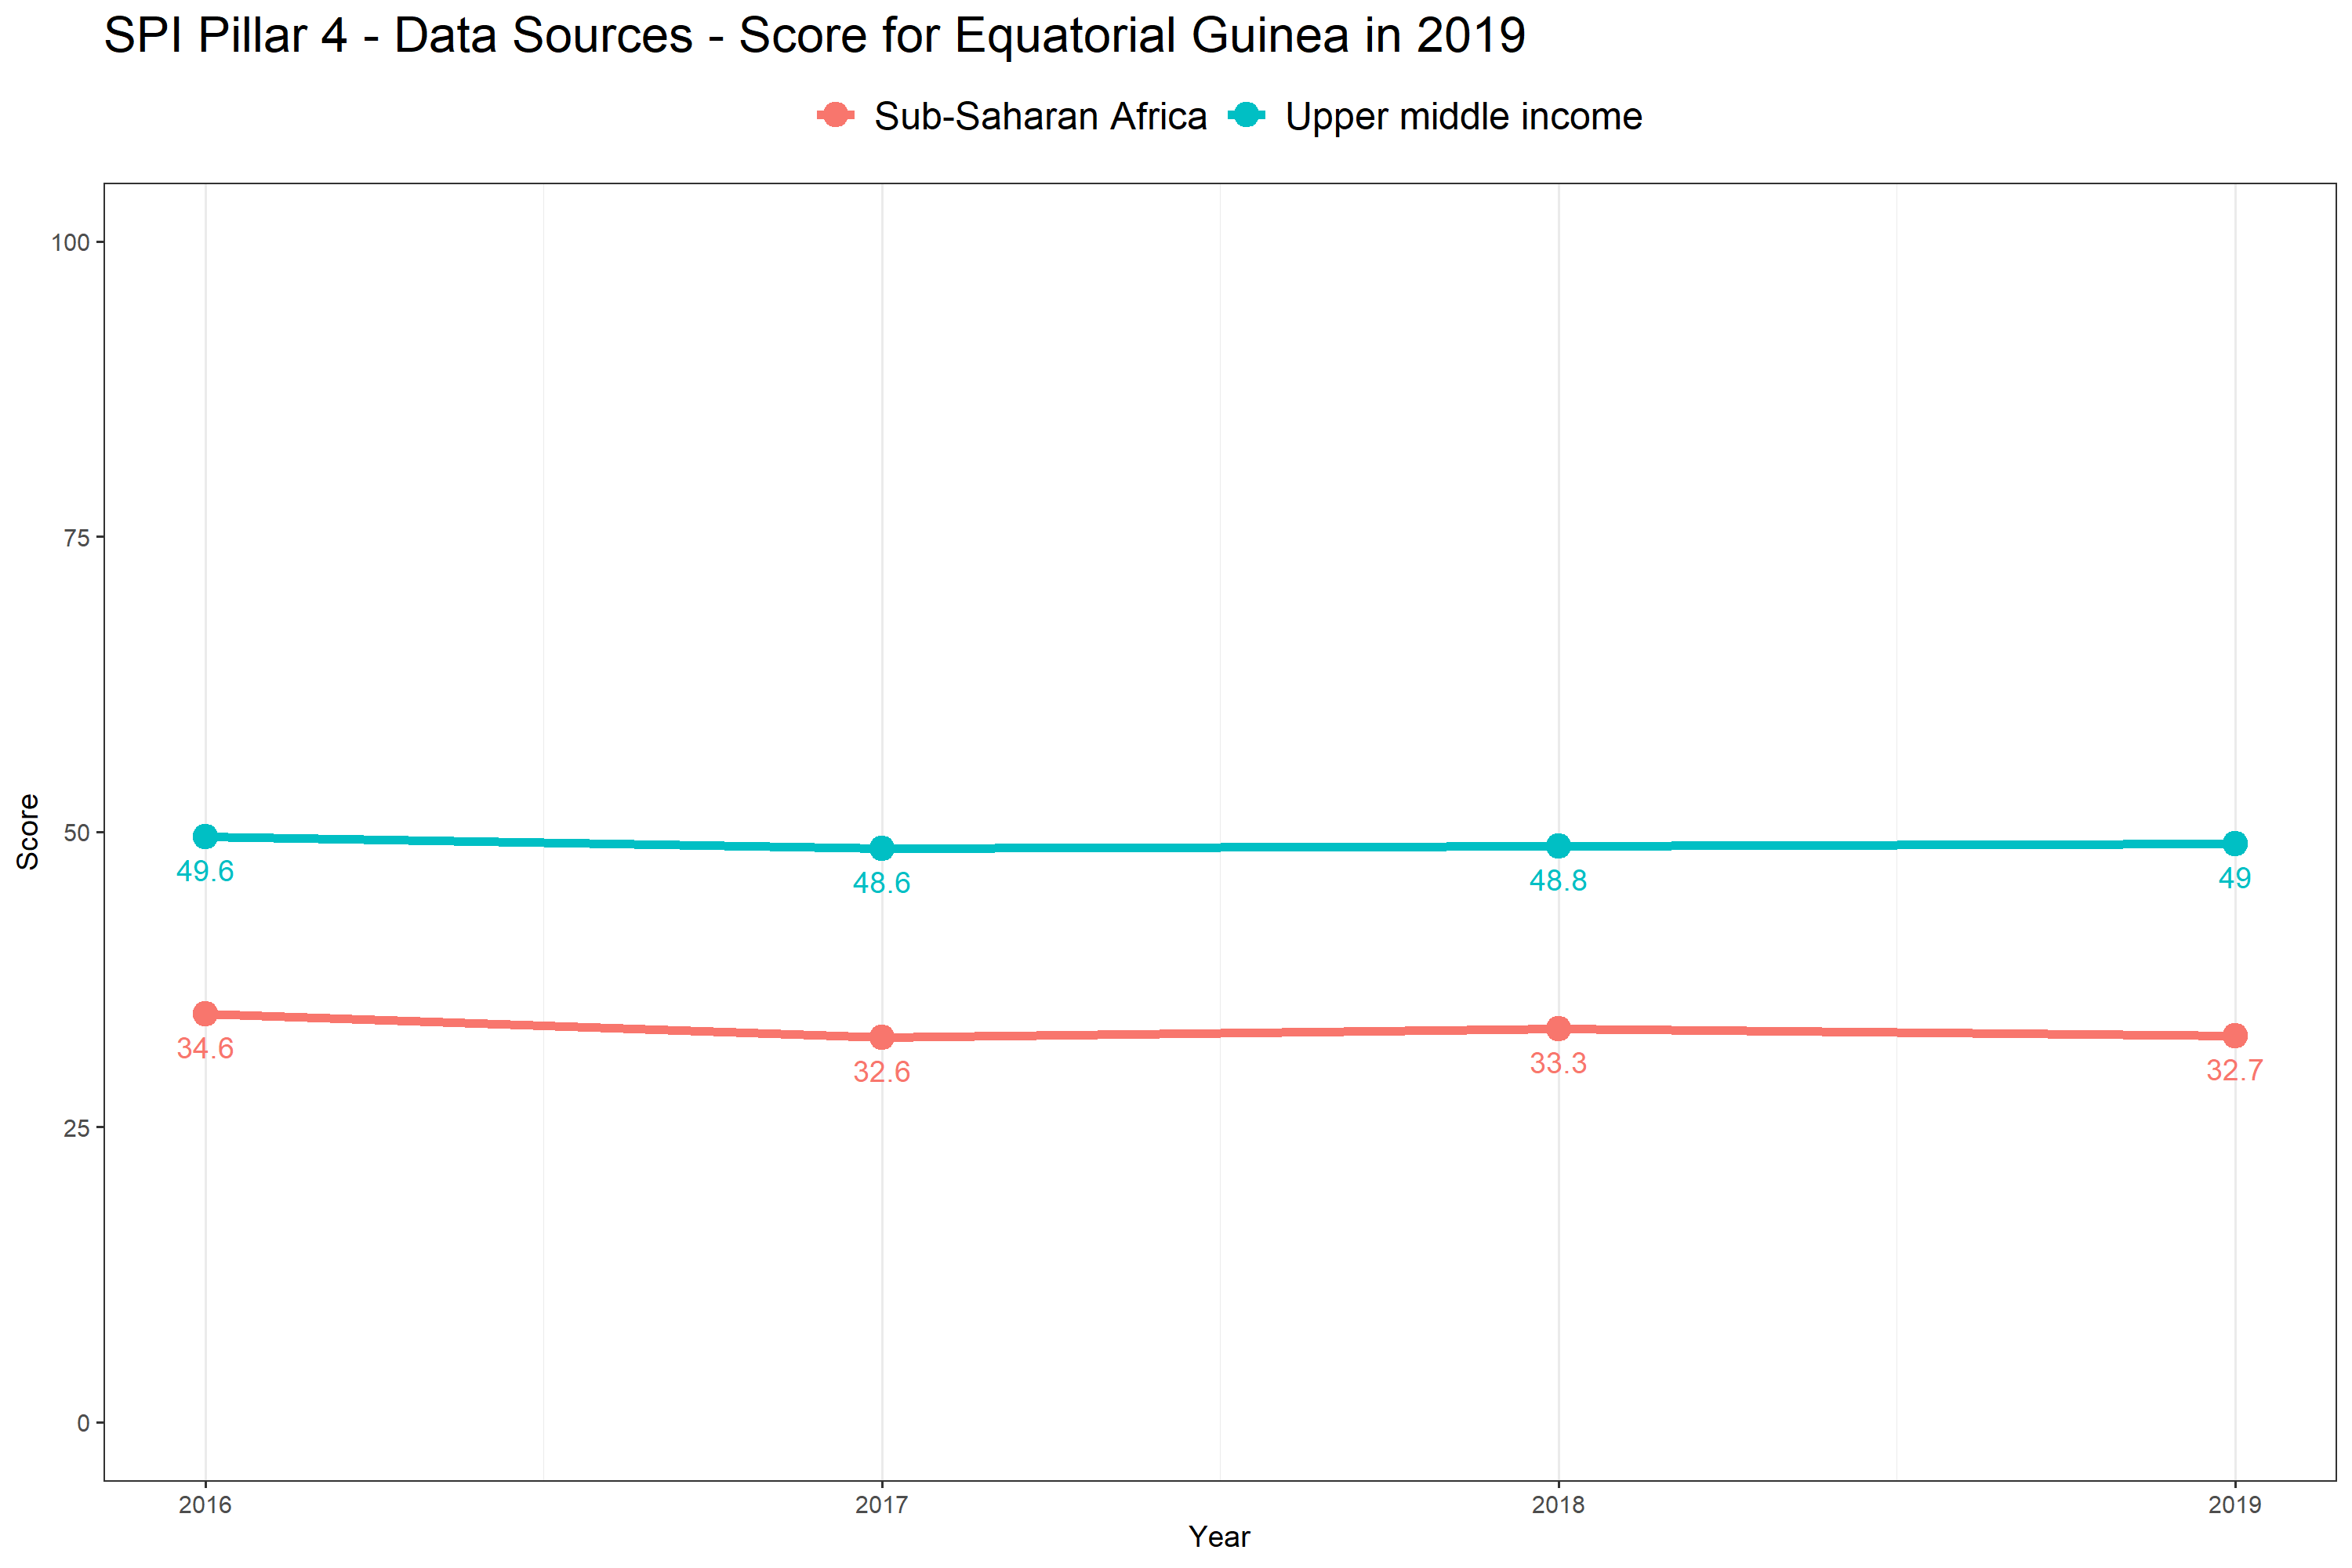 SPI Pillar 4 - Data Sources - Score for Equatorial Guinea in 2019
Sub-Saharan Africa Upper middle income
100
75
50
25
0
Score
49.6 48.6 48.8 49
34.6 32.6 33.3 32.7
2016 2017 2018 2019
Year